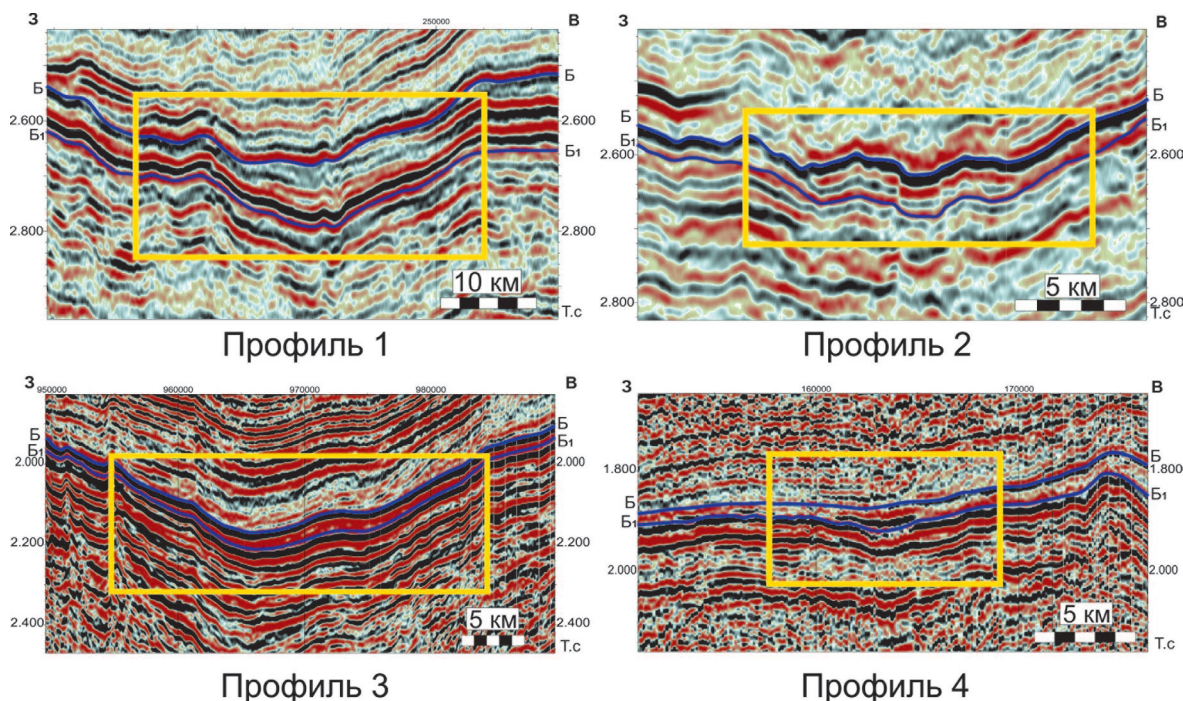 З
250000
В
Б
Б1
2.600
2.800
Б
Б1
2.600
2.800
10 км
Т.с
Профиль 1
З
В
Б
Б1
2.600
2.800
Б
Б1
5 км
2.800
Т.с
Профиль 2
З
950000
960000
970000
980000
В
Б
Б1
2.000
2.200
2.400
Б
Б1
2.000
2.200
2.400
5 км
Т.с
Профиль 3
З
160000
170000
В
1.800
Б
Б1
2.000
Б
1.800
Б1
2.000
5 км
Т.с
Профиль 4